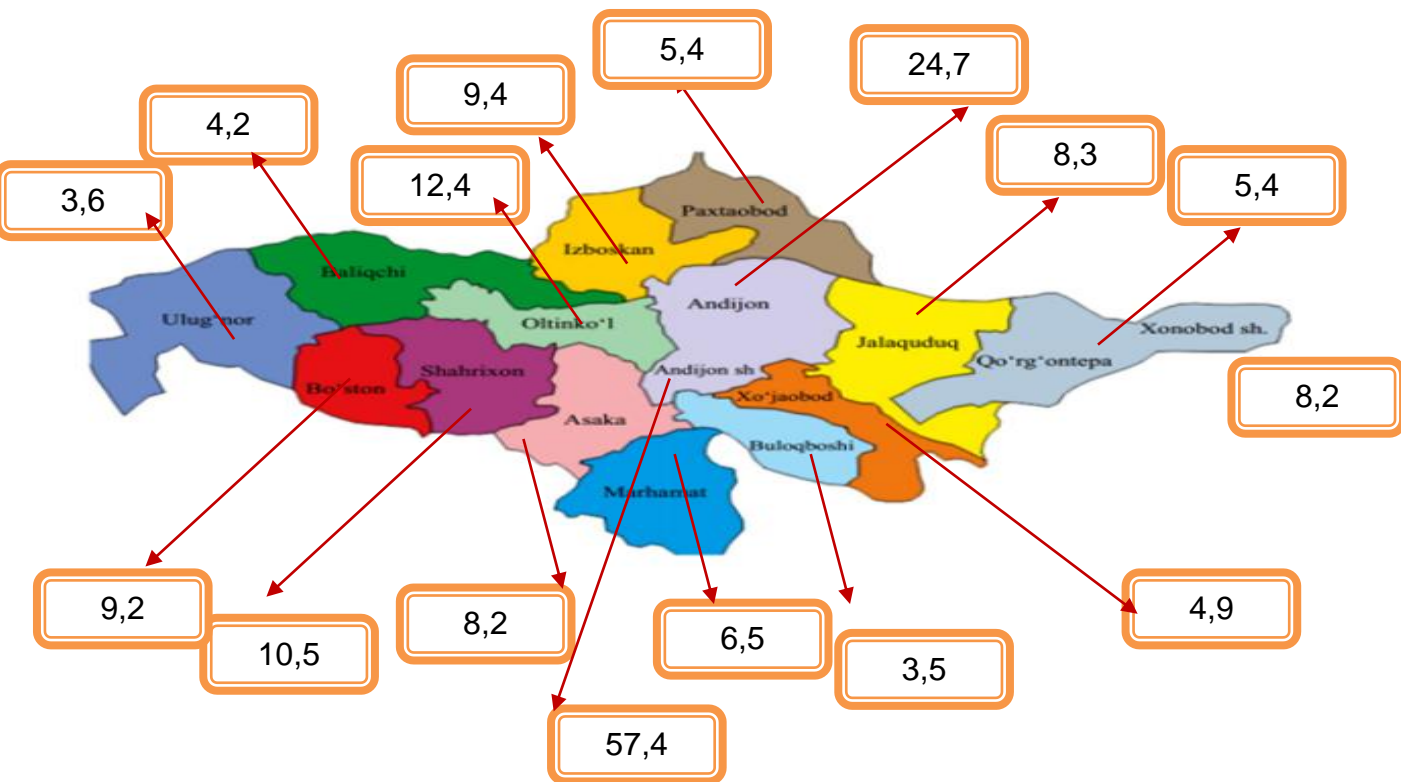 5,4
24,7
9,4
4,2
8,3
12,4
5,4
3,6
Paxtaobod
Izboskan
Baliqchi
Andijon
Ulug‘nor
Oltinko‘l
Xonobod sh.
Jalaquduq
Qo‘rg‘ontepa
Shahrixon
Andijon sh
Bo‘ston
Xo‘jaobod
8,2
Asaka
Buloqboshi
Marhamat
9,2
4,9
8,2
6,5
10,5
3,5
57,4